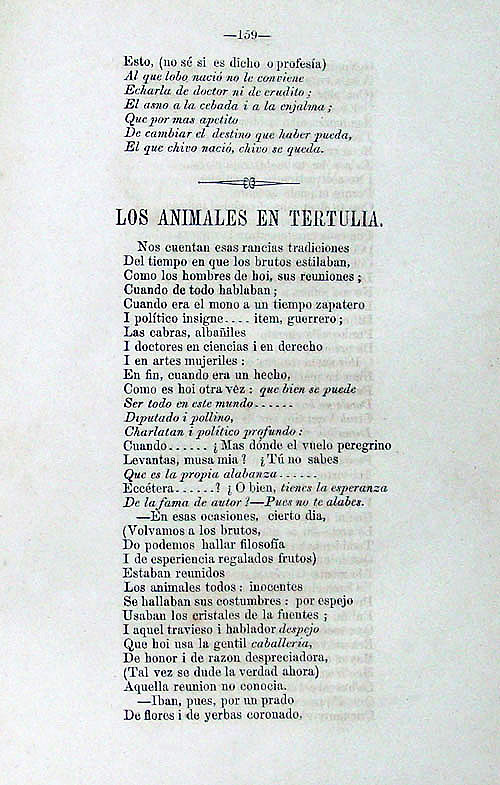 —159—
Esto, (no sé si es dicho o profesía)
Al que lobo nació no le conviene
Echarla de doctor ni de erudito;
El asno a la cebada i a la enjalma;
Que por mas apetito
De cambiar el destino que haber pueda,
El que chivo nació, chivo se queda.
LOS ANIMALES EN TERTULIA.
Nos cuentan esas rancias tradiciones
Del tiempo en que los brutos estilaban,
Como los hombres de hoi, sus reuniones;
Cuando de todo hablaban;
Cuando era el mono a un tiempo zapatero
I político insigne.... item, guerrero;
Las cabras, albañiles
I doctores en ciencias i en derecho
I en artes mujeriles:
En fin, cuando era un hecho,
Como es hoi otra vêz: que bien se puede
Ser todo en este mundo......
Diputado i pollino,
Charlatan i político profundo:
Cuando...... ¿Mas dónde el vuelo peregrino
Levantas, musa mia? ¿Tú no sabes
Que es la propia alabanza......
Eccétera......? ¿O bien, tienes la esperanza
De la fama de autor?—Pues no te alabes.
—En esas ocasiones, cierto dia,
(Volvamos a los brutos,
Do podemos hallar filosofía
I de esperiencia regalados frutos)
Estaban reunidos
Los animales todos: inocentes
Se hallaban sus costumbres: por espejo
Usaban los cristales de la fuentes;
I aquel travieso i hablador despejo
Que hoi usa la gentil caballería,
De honor i de razon despreciadora,
(Tal vez se dude la verdad ahora)
Aquella reunion no conocia.
—Iban, pues, por un prado
De flores i de yerbas coronado,